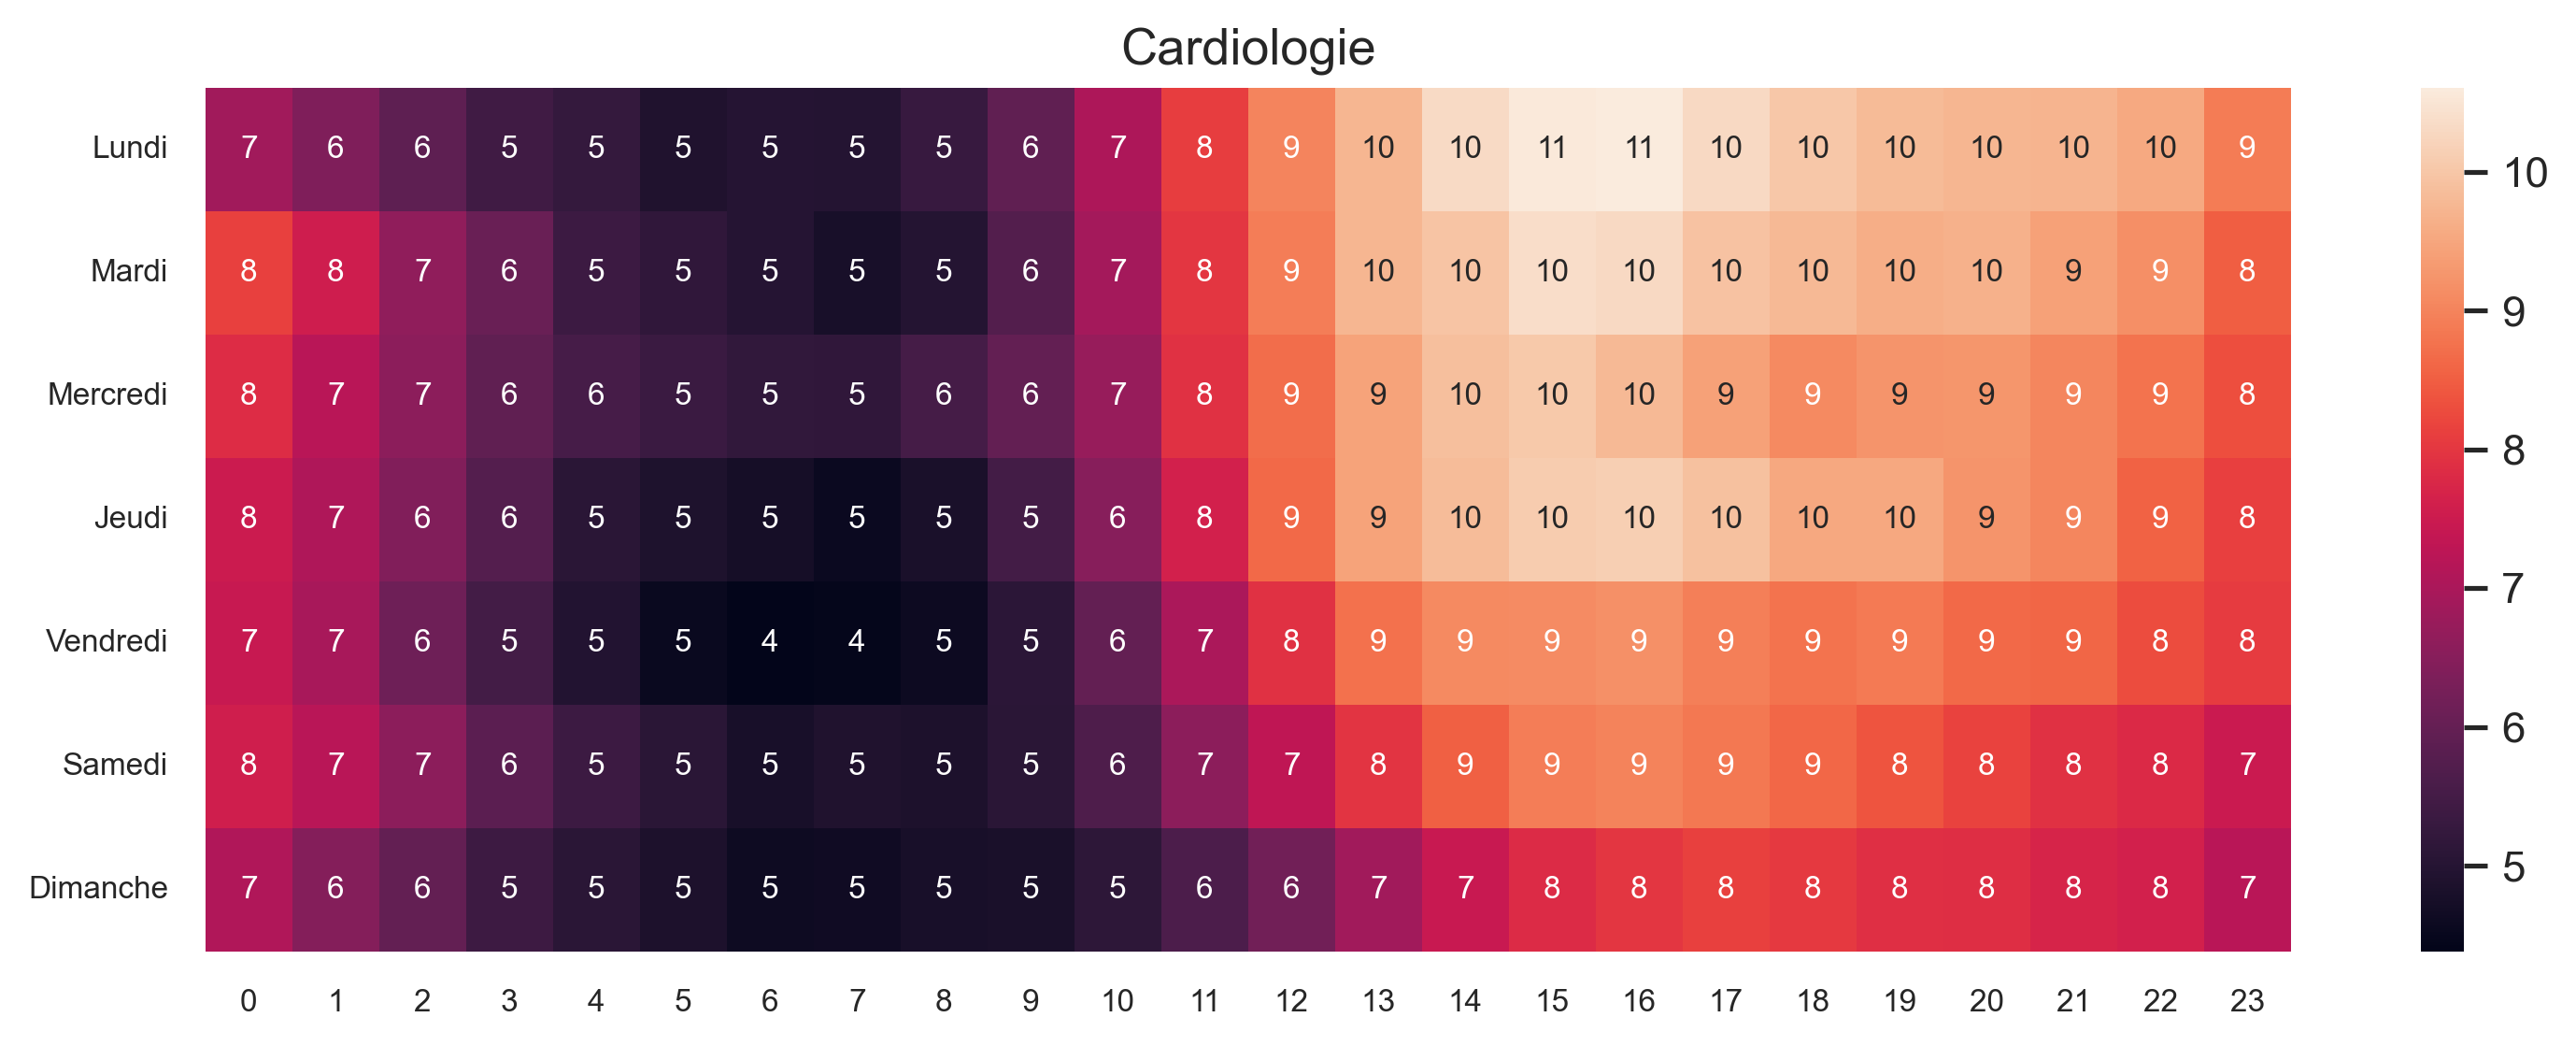 Cardiologie
Lundi 7 6 6 5 5 5 5 5 5 6 7 8 9 10 10 11 11 10 10 10 10 10 10 9
10
Mardi 8 8 7 6 5 5 5 5 5 6 7 8 9 10 10 10 10 10 10 10 10 9 9 8
9
Mercredi 8 7 7 6 6 5 5 5 6 6 7 8 9 9 10 10 10 9 9 9 9 9 9 8
8
Jeudi 8 7 6 6 5 5 5 5 5 5 6 8 9 9 10 10 10 10 10 10 9 9 9 8
7
Vendredi 7 7 6 5 5 5 4 4 5 5 6 7 8 9 9 9 9 9 9 9 9 9 8 8
6
Samedi 8 7 7 6 5 5 5 5 5 5 6 7 7 8 9 9 9 9 9 8 8 8 8 7
5
Dimanche 7 6 6 5 5 5 5 5 5 5 5 6 6 7 7 8 8 8 8 8 8 8 8 7
0 1 2 3 4 5 6 7 8 9 10 11 12 13 14 15 16 17 18 19 20 21 22 23